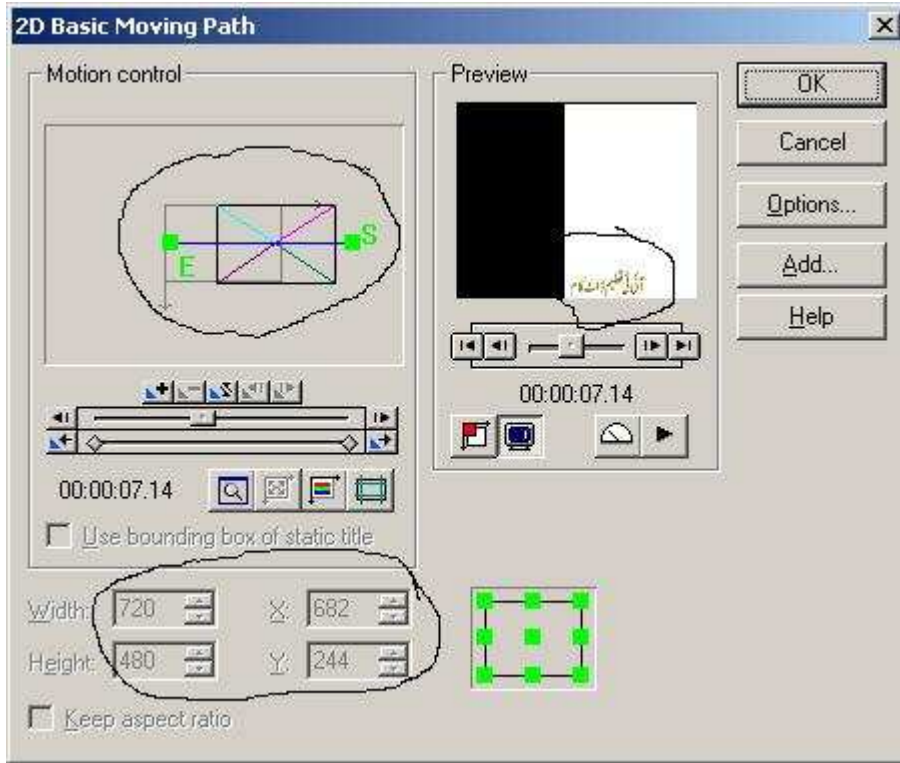 2D Basic Moving Path
Motion control
E
S
00:00:07.14
Use bounding box of static title
Width: 720
X: 682
Height: 480
Y: 244
Keep aspect ratio
Preview
00:00:07.14
OK
Cancel
Options...
Add...
Help